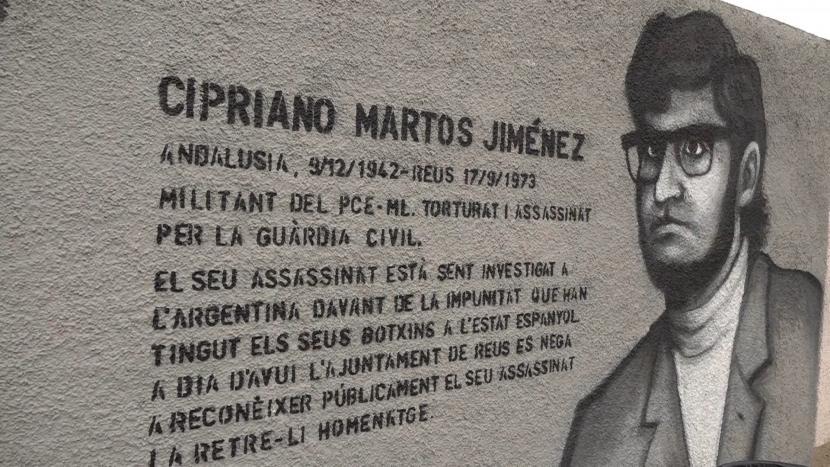 CIPRIANO MARTOS JIMÉNEZ
ANDALUSIA, 9/12/1942-REUS 17/9/1973
MILITANT DEL PCE-ML. TORTURAT I ASSASSINAT
PER LA GUÀRDIA CIVIL.
EL SEU ASSASSINAT ESTÀ SENT INVESTIGAT A
L'ARGENTINA DAVANT DE LA IMPUNITAT QUE HAN
TINGUT ELS SEUS BOTXINS A L'ESTAT ESPANYOL
A DIA D'AVUI L'AJUNTAMENT DE REUS ES NEGA
A RECONÈIXER PÚBLICAMENT EL SEU ASSASSINAT
I A RETRE-LI HOMENATGE.